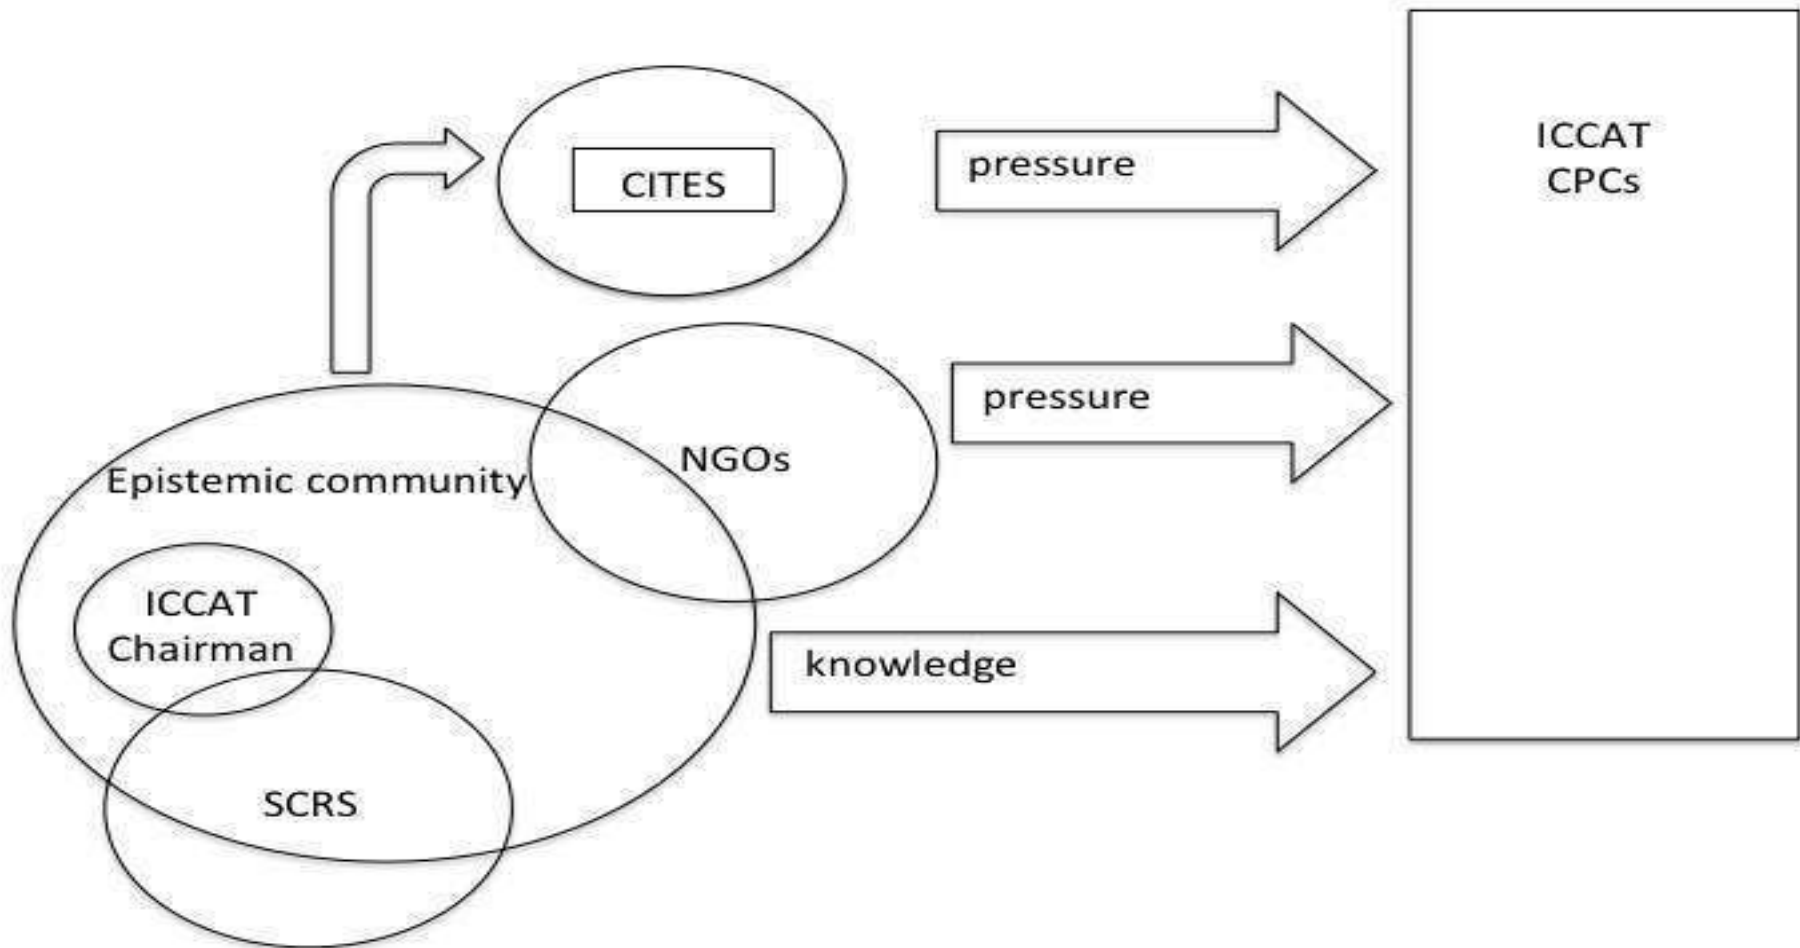 CITES
pressure
ICCAT
CPCs
pressure
NGOs
Epistemic community
ICCAT
Chairman
knowledge
SCRS